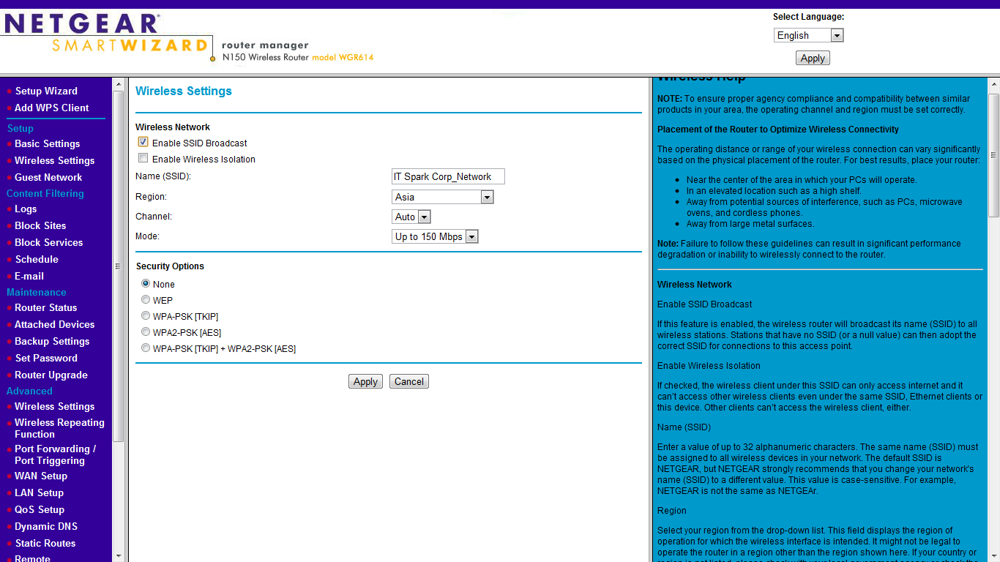 NETGEAR®
SMARTWIZARD
router manager
N150 Wireless Router model WGR614
Select Language:
English
Apply
Setup Wizard
Add WPS Client
Setup
Basic Settings
Wireless Settings
Guest Network
Content Filtering
Logs
Block Sites
Block Services
Schedule
E-mail
Maintenance
Router Status
Attached Devices
Backup Settings
Set Password
Router Upgrade
Advanced
Wireless Settings
Wireless Repeating
Function
Port Forwarding /
Port Triggering
WAN Setup
LAN Setup
QoS Setup
Dynamic DNS
Static Routes
Remote
Wireless Settings
Wireless Network
Enable SSID Broadcast
Enable Wireless Isolation
Name (SSID): IT Spark Corp_Network
Region: Asia
Channel: Auto
Mode: Up to 150 Mbps
Security Options
None
WEP
WPA-PSK [TKIP]
WPA2-PSK [AES]
WPA-PSK [TKIP] + WPA2-PSK [AES]
Apply Cancel
Wireless Help
NOTE: To ensure proper agency compliance and compatibility between similar
products in your area, the operating channel and region must be set correctly.
Placement of the Router to Optimize Wireless Connectivity
The operating distance or range of your wireless connection can vary significantly
based on the physical placement of the router. For best results, place your router:
Near the center of the area in which your PCs will operate.
In an elevated location such as a high shelf.
Away from potential sources of interference, such as PCs, microwave
ovens, and cordless phones.
Away from large metal surfaces.
Note: Failure to follow these guidelines can result in significant performance
degradation or inability to wirelessly connect to the router.
Wireless Network
Enable SSID Broadcast
If this feature is enabled, the wireless router will broadcast its name (SSID) to all
wireless stations. Stations that have no SSID (or a null value) can then adopt the
correct SSID for connections to this access point.
Enable Wireless Isolation
If checked, the wireless client under this SSID can only access internet and it
can't access other wireless clients even under the same SSID, Ethernet clients or
this device. Other clients can't access the wireless client, either.
Name (SSID)
Enter a value of up to 32 alphanumeric characters. The same name (SSID) must
be assigned to all wireless devices in your network. The default SSID is
NETGEAR, but NETGEAR strongly recommends that you change your network's
name (SSID) to a different value. This value is case-sensitive. For example,
NETGEAR is not the same as NETGEAr.
Region
Select your region from the drop-down list. This field displays the region of
operation for which the wireless interface is intended. It might not be legal to
operate the router in a region other than the region shown here. If your country or
region is not listed, please check with your local government agency or check the